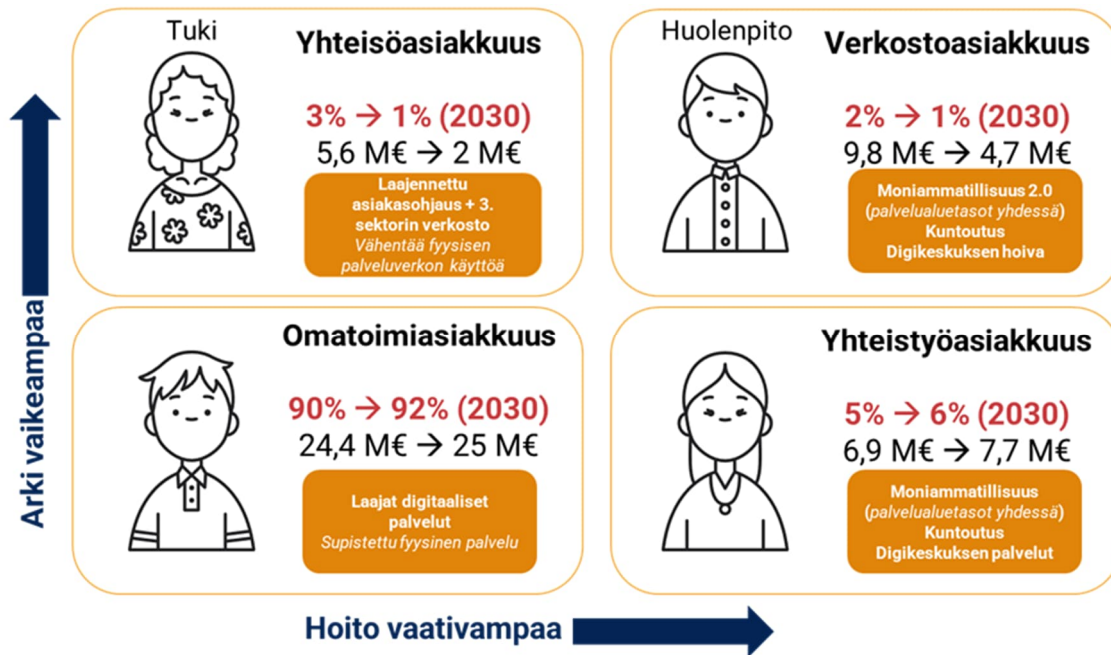 Tuki
Yhteisöasiakkuus
3% → 1% (2030)
5,6 M€ → 2 M€
Laajennettu
asiakasohjaus + 3.
sektorin verkosto
Vähentää fyysisen
palveluverkon käyttöä
Huolenpito
Verkostoasiakkuus
2% → 1% (2030)
9,8 M€ → 4,7 M€
Moniammatillisuus 2.0
(palvelualuetasot yhdessä)
Kuntoutus
Digikeskuksen hoiva
Omatoimiasiakkuus
90% → 92% (2030)
24,4 M€ → 25 M€
Laajat digitaaliset
palvelut
Supistettu fyysinen palvelu
Yhteistyöasiakkuus
5% → 6% (2030)
6,9 M€ → 7,7 M€
Moniammatillisuus
(palvelualuetasot yhdessä)
Kuntoutus
Digikeskuksen palvelut
Arki vaikeampaa
Hoito vaativampaa